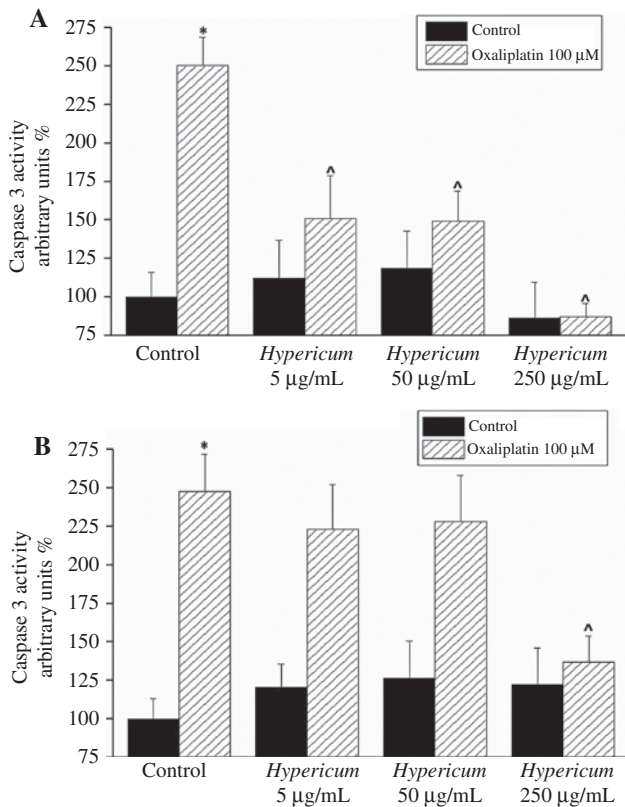 A
Control
Oxaliplatin 100 µM
*
^
^
^
275
250
225
200
175
150
125
100
75
Caspase 3 activity
arbitrary units %
Control
Hypericum
5 µg/mL
Hypericum
50 µg/mL
Hypericum
250 µg/mL
B
Control
Oxaliplatin 100 µM
*
^
275
250
225
200
175
150
125
100
75
Caspase 3 activity
arbitrary units %
Control
Hypericum
5 µg/mL
Hypericum
50 µg/mL
Hypericum
250 µg/mL